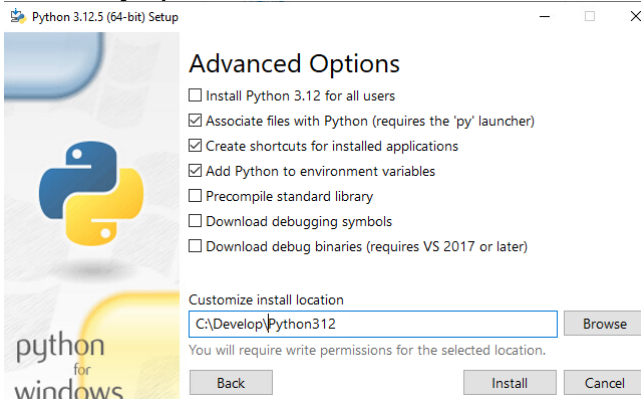 Python 3.12.5 (64-bit) Setup
Advanced Options
Install Python 3.12 for all users
Associate files with Python (requires the 'py' launcher)
Create shortcuts for installed applications
Add Python to environment variables
Precompile standard library
Download debugging symbols
Download debug binaries (requires VS 2017 or later)
Customize install location
C:\Develop\Python312
Browse
You will require write permissions for the selected location.
python
for
windows
Back
Install
Cancel